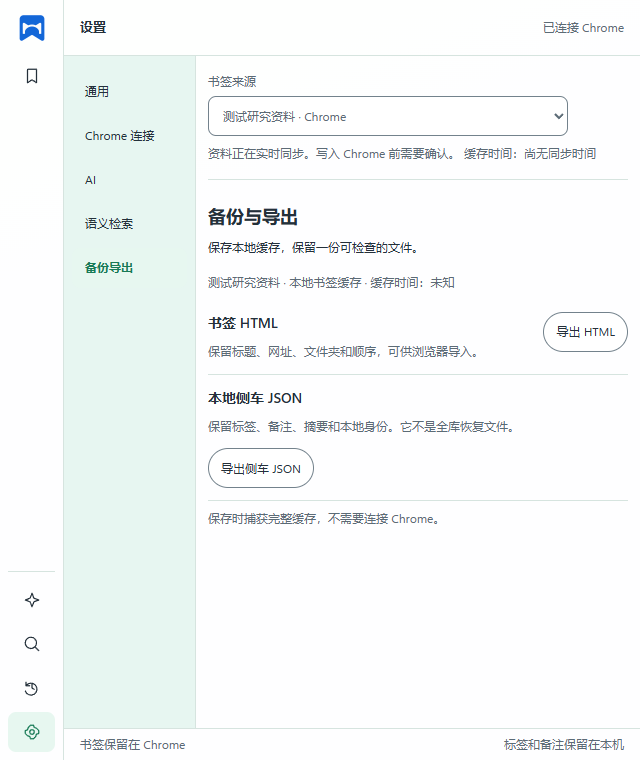 设置
已连接 Chrome
通用
Chrome 连接
AI
语义检索
备份导出
书签来源
测试研究资料 · Chrome
资料正在实时同步。写入 Chrome 前需要确认。 缓存时间：尚无同步时间
备份与导出
保存本地缓存，保留一份可检查的文件。
测试研究资料 · 本地书签缓存 · 缓存时间：未知
书签 HTML
导出 HTML
保留标题、网址、文件夹和顺序，可供浏览器导入。
本地侧车 JSON
保留标签、备注、摘要和本地身份。它不是全库恢复文件。
导出侧车 JSON
保存时捕获完整缓存，不需要连接 Chrome。
书签保留在 Chrome
标签和备注保留在本机